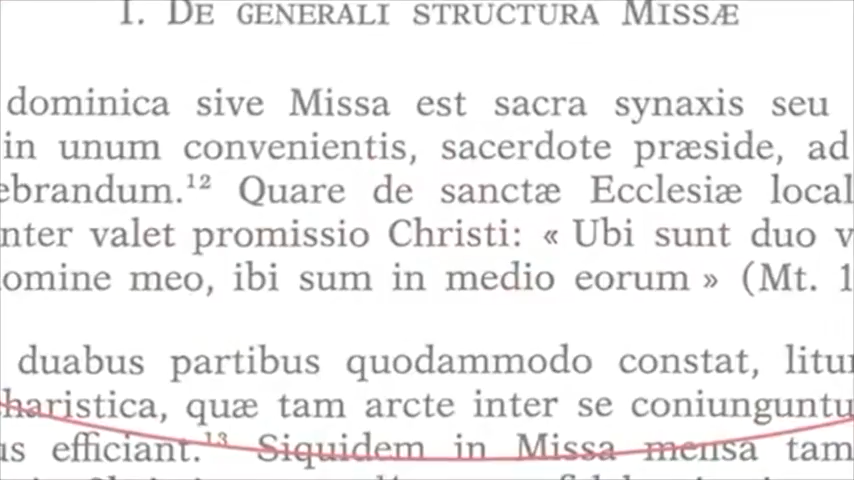 I. De generali structura Missæ
dominica sive Missa est sacra synaxis seu
in unum convenientis, sacerdote præside, ad
ebrandum.¹² Quare de sanctæ Ecclesiæ local
nter valet promissio Christi: « Ubi sunt duo v
omine meo, ibi sum in medio eorum » (Mt. 1
duabus partibus quodammodo constat, litur
haristica, quæ tam arcte inter se coniunguntu
us efficiant.¹³ Siquidem in Missa mensa tam